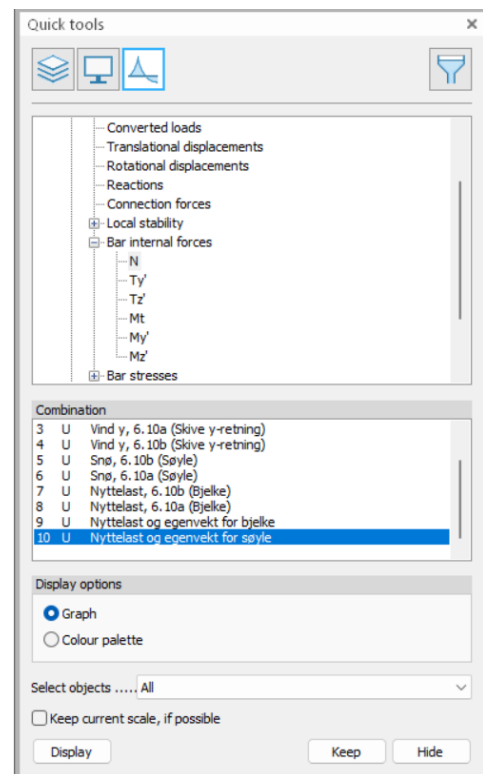 Quick tools
Converted loads
Translational displacements
Rotational displacements
Reactions
Connection forces
Local stability
Bar internal forces
N
Ty'
Tz'
Mt
My'
Mz'
Bar stresses
Combination
3 U Vind y, 6.10a (Skive y-retning)
4 U Vind y, 6.10b (Skive y-retning)
5 U Snø, 6.10b (Søyle)
6 U Snø, 6.10a (Søyle)
7 U Nyttelast, 6.10b (Bjelke)
8 U Nyttelast, 6.10a (Bjelke)
9 U Nyttelast og egenvekt for bjelke
10 U Nyttelast og egenvekt for søyle
Display options
Graph
Colour palette
Select objects ..... All
Keep current scale, if possible
Display Keep Hide